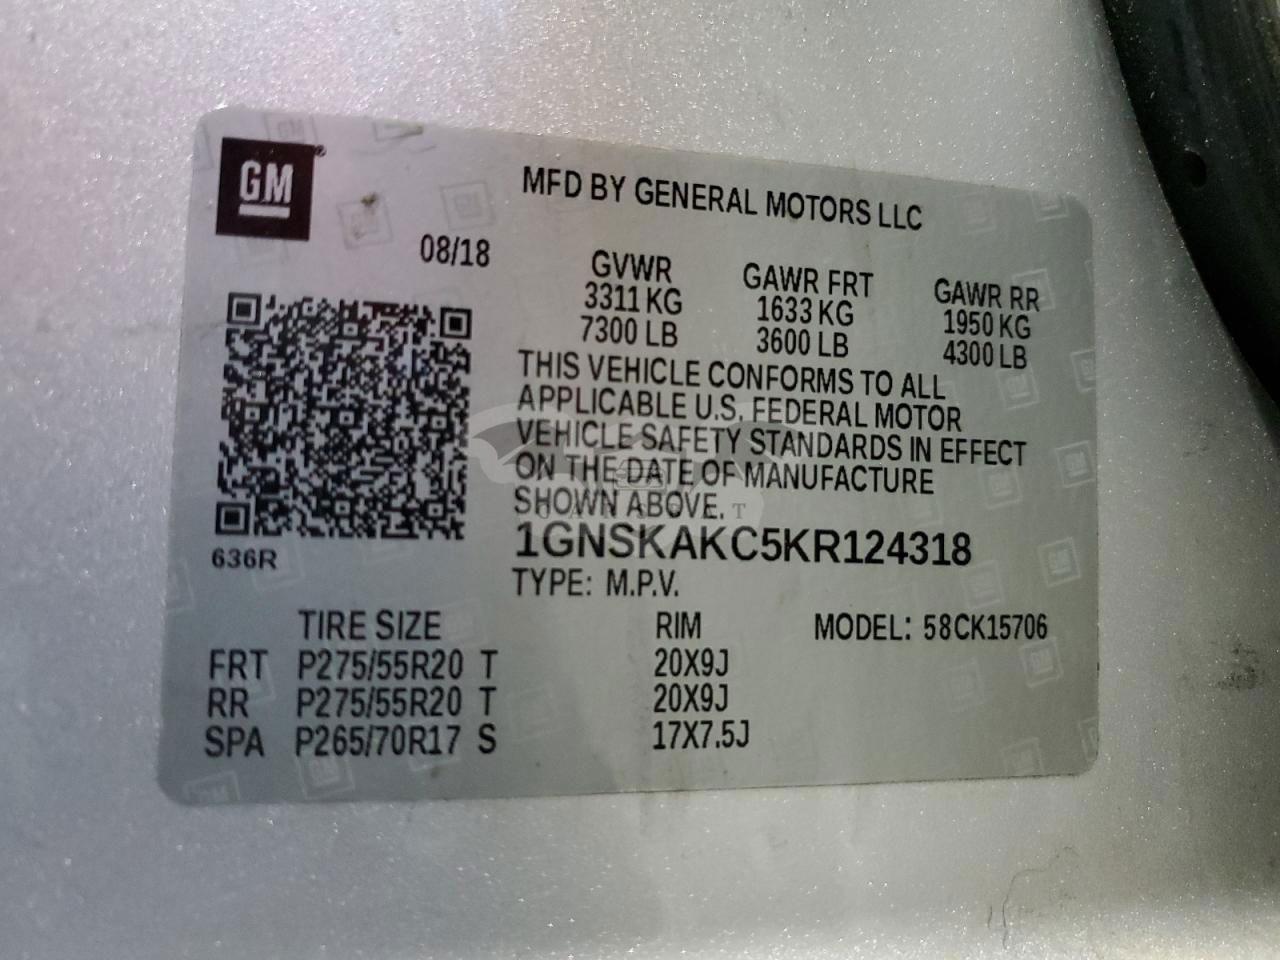 GM
MFD BY GENERAL MOTORS LLC
08/18
GVWR GAWR FRT GAWR RR
3311 KG 1633 KG 1950 KG
7300 LB 3600 LB 4300 LB
THIS VEHICLE CONFORMS TO ALL
APPLICABLE U.S. FEDERAL MOTOR
VEHICLE SAFETY STANDARDS IN EFFECT
ON THE DATE OF MANUFACTURE
SHOWN ABOVE.
1GNSKAKC5KR124318
636R
TYPE: M.P.V.
TIRE SIZE RIM MODEL: 58CK15706
FRT P275/55R20 T 20X9J
RR P275/55R20 T 20X9J
SPA P265/70R17 S 17X7.5J